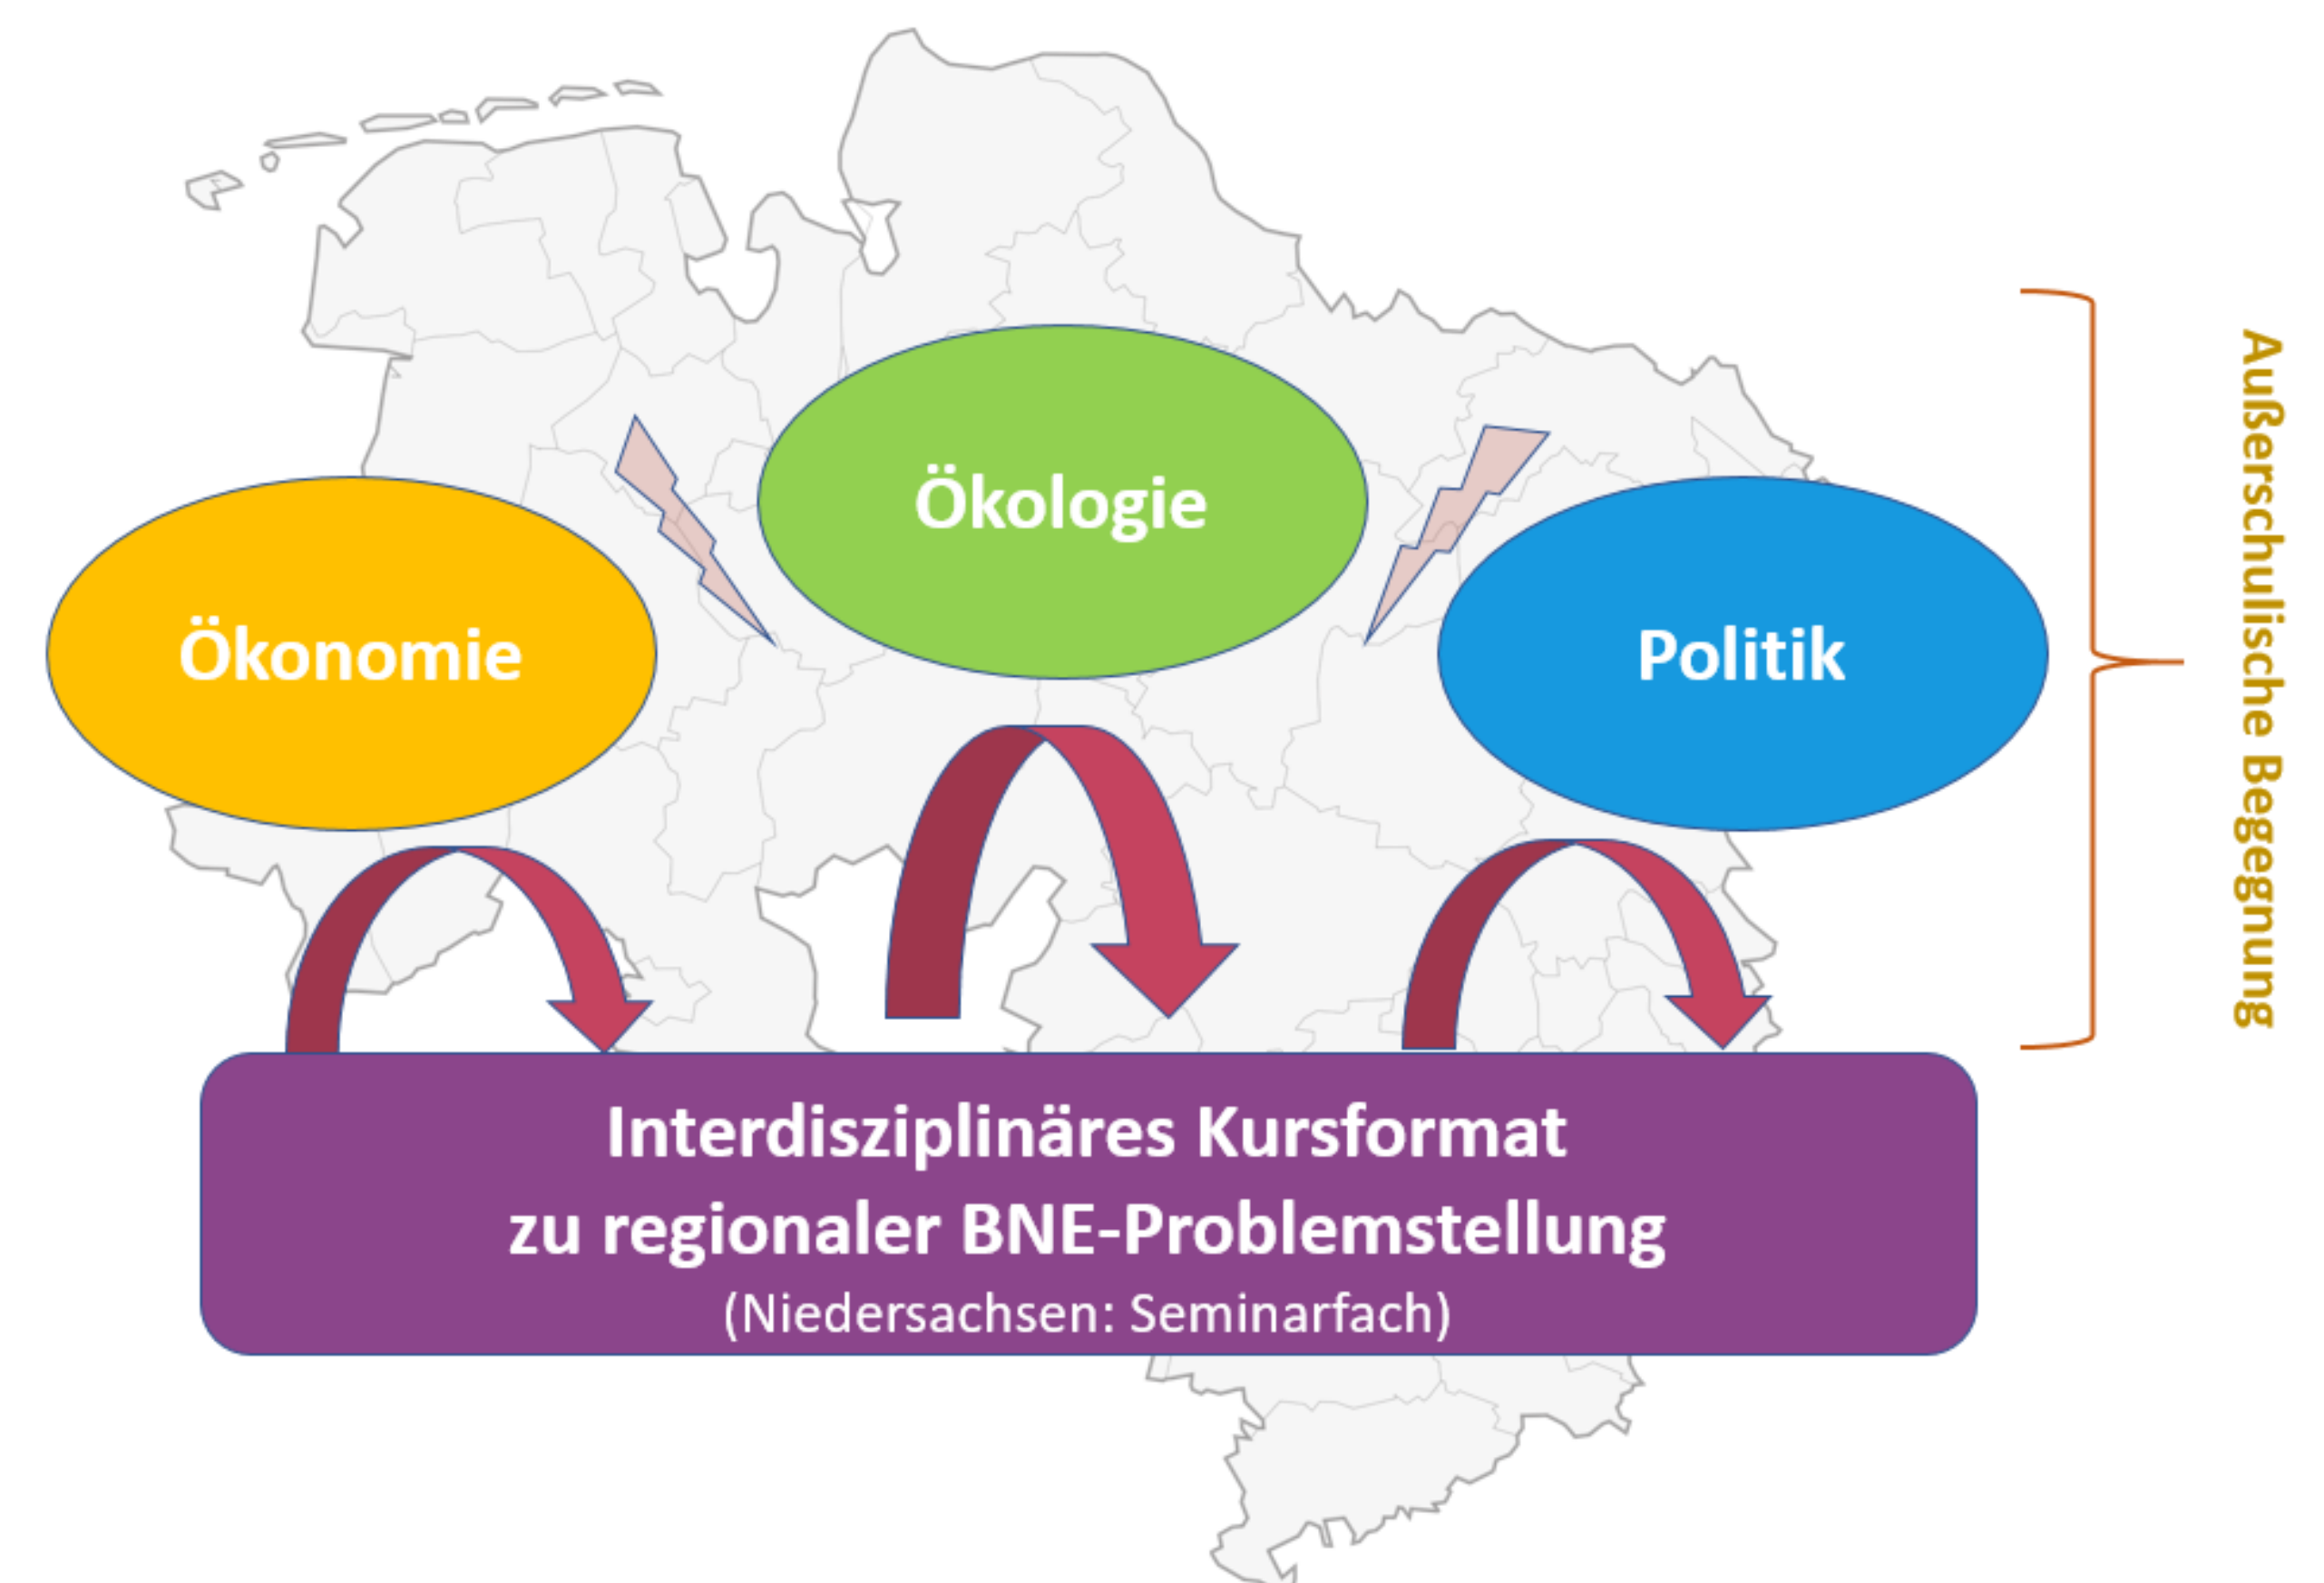 Ökologie
Ökonomie
Politik
Außerschulische Begegnung
Interdisziplinäres Kursformat
zu regionaler BNE-Problemstellung
(Niedersachsen: Seminarfach)